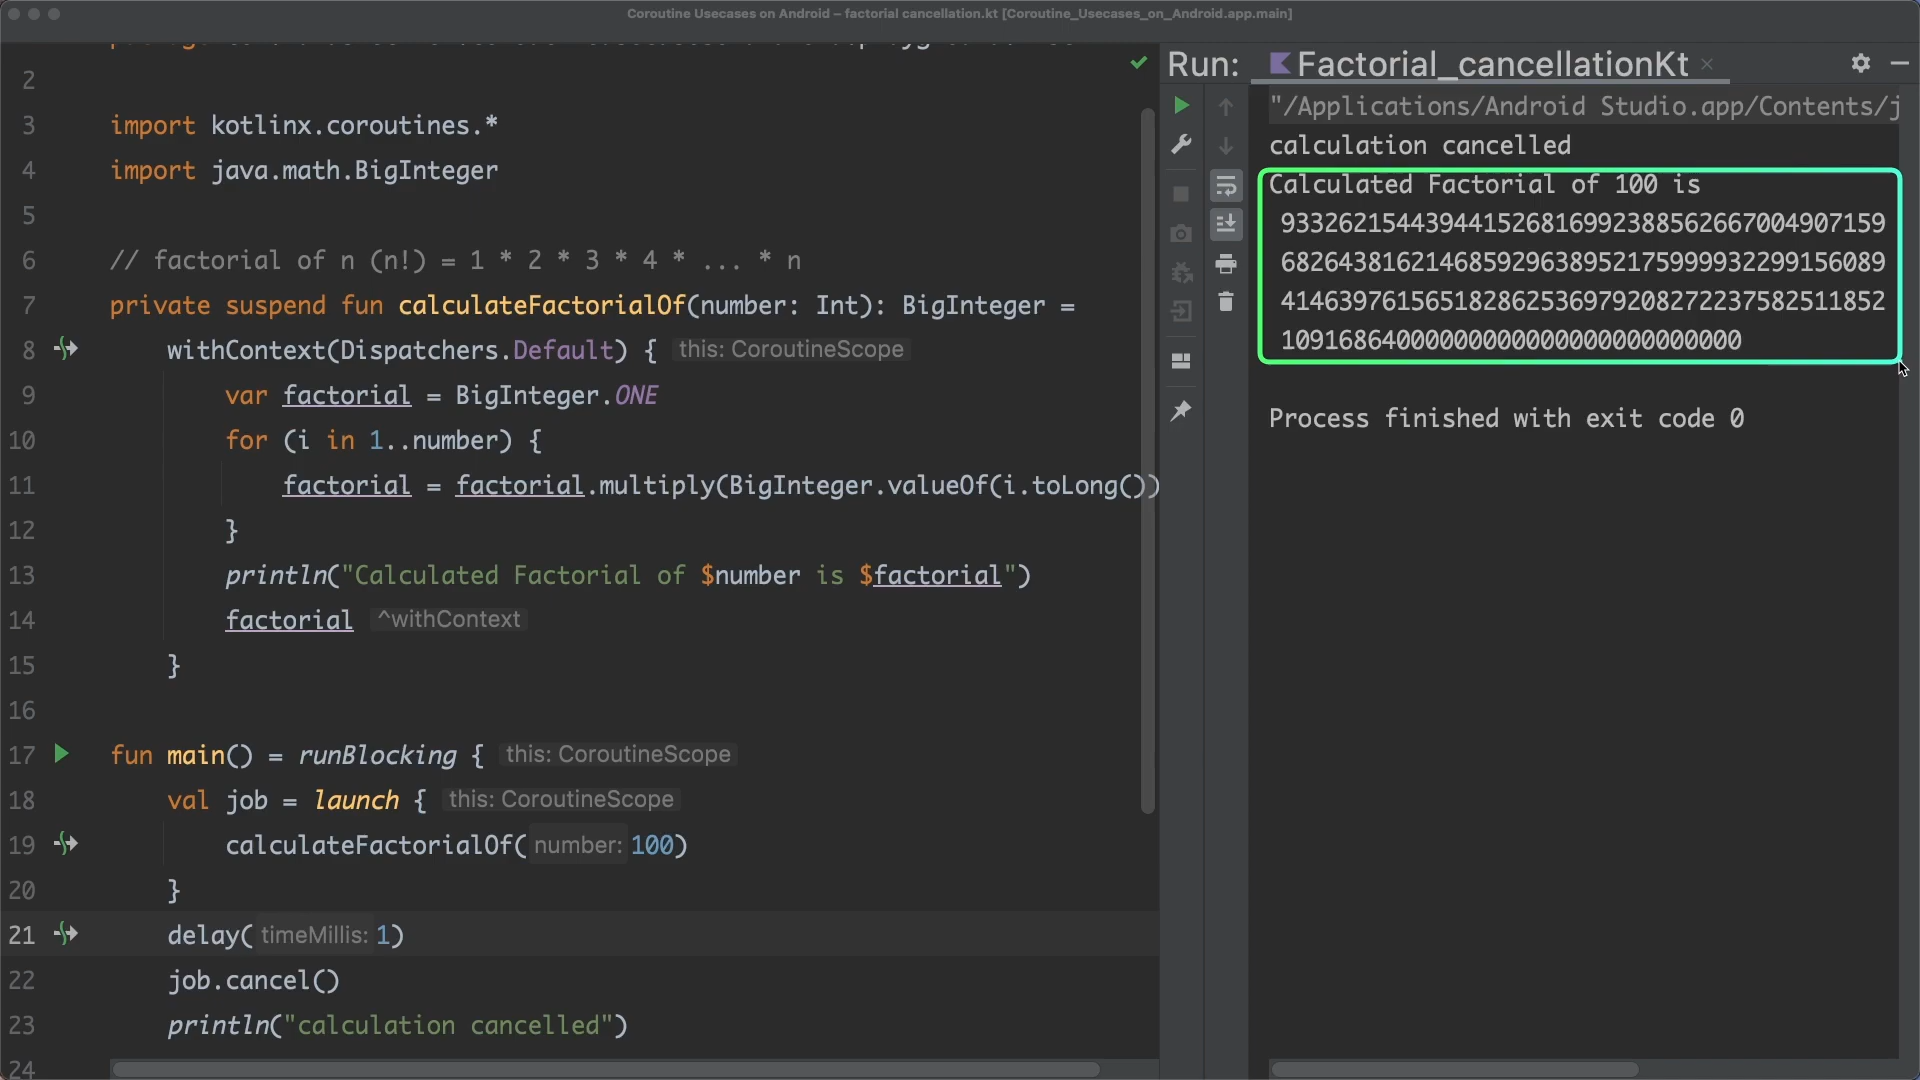 Coroutine Usecases on Android – factorial cancellation.kt [Coroutine_Usecases_on_Android.app.main]
2
3 import kotlinx.coroutines.*
4 import java.math.BigInteger
5
6 // factorial of n (n!) = 1 * 2 * 3 * 4 * ... * n
7 private suspend fun calculateFactorialOf(number: Int): BigInteger =
8 withContext(Dispatchers.Default) { this: CoroutineScope
9 var factorial = BigInteger.ONE
10 for (i in 1..number) {
11 factorial = factorial.multiply(BigInteger.valueOf(i.toLong())
12 }
13 println("Calculated Factorial of $number is $factorial")
14 factorial ^withContext
15 }
16
17 fun main() = runBlocking { this: CoroutineScope
18 val job = launch { this: CoroutineScope
19 calculateFactorialOf( number: 100)
20 }
21 delay( timeMillis: 1)
22 job.cancel()
23 println("calculation cancelled")
24
Run: Factorial_cancellationKt
"/Applications/Android Studio.app/Contents/j
calculation cancelled
Calculated Factorial of 100 is
933262154439441526816992388562667004907159
682643816214685929638952175999932299156089
414639761565182862536979208272237582511852
10916864000000000000000000000000
Process finished with exit code 0